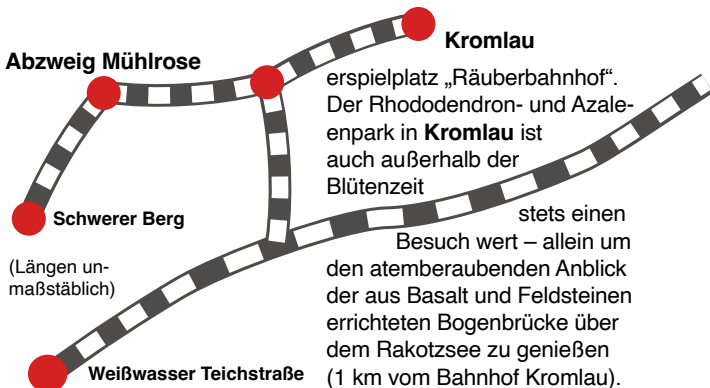 Kromlau
Abzweig Mühlrose
erspielplatz „Räuberbahnhof“.
Der Rhododendron- und Azale-
enpark in Kromlau ist
auch außerhalb der
Blütenzeit
stets einen
Besuch wert – allein um
den atemberaubenden Anblick
der aus Basalt und Feldsteinen
errichteten Bogenbrücke über
dem Rakotzsee zu genießen
(1 km vom Bahnhof Kromlau).
Schwerer Berg
(Längen un-
maßstäblich)
Weißwasser Teichstraße